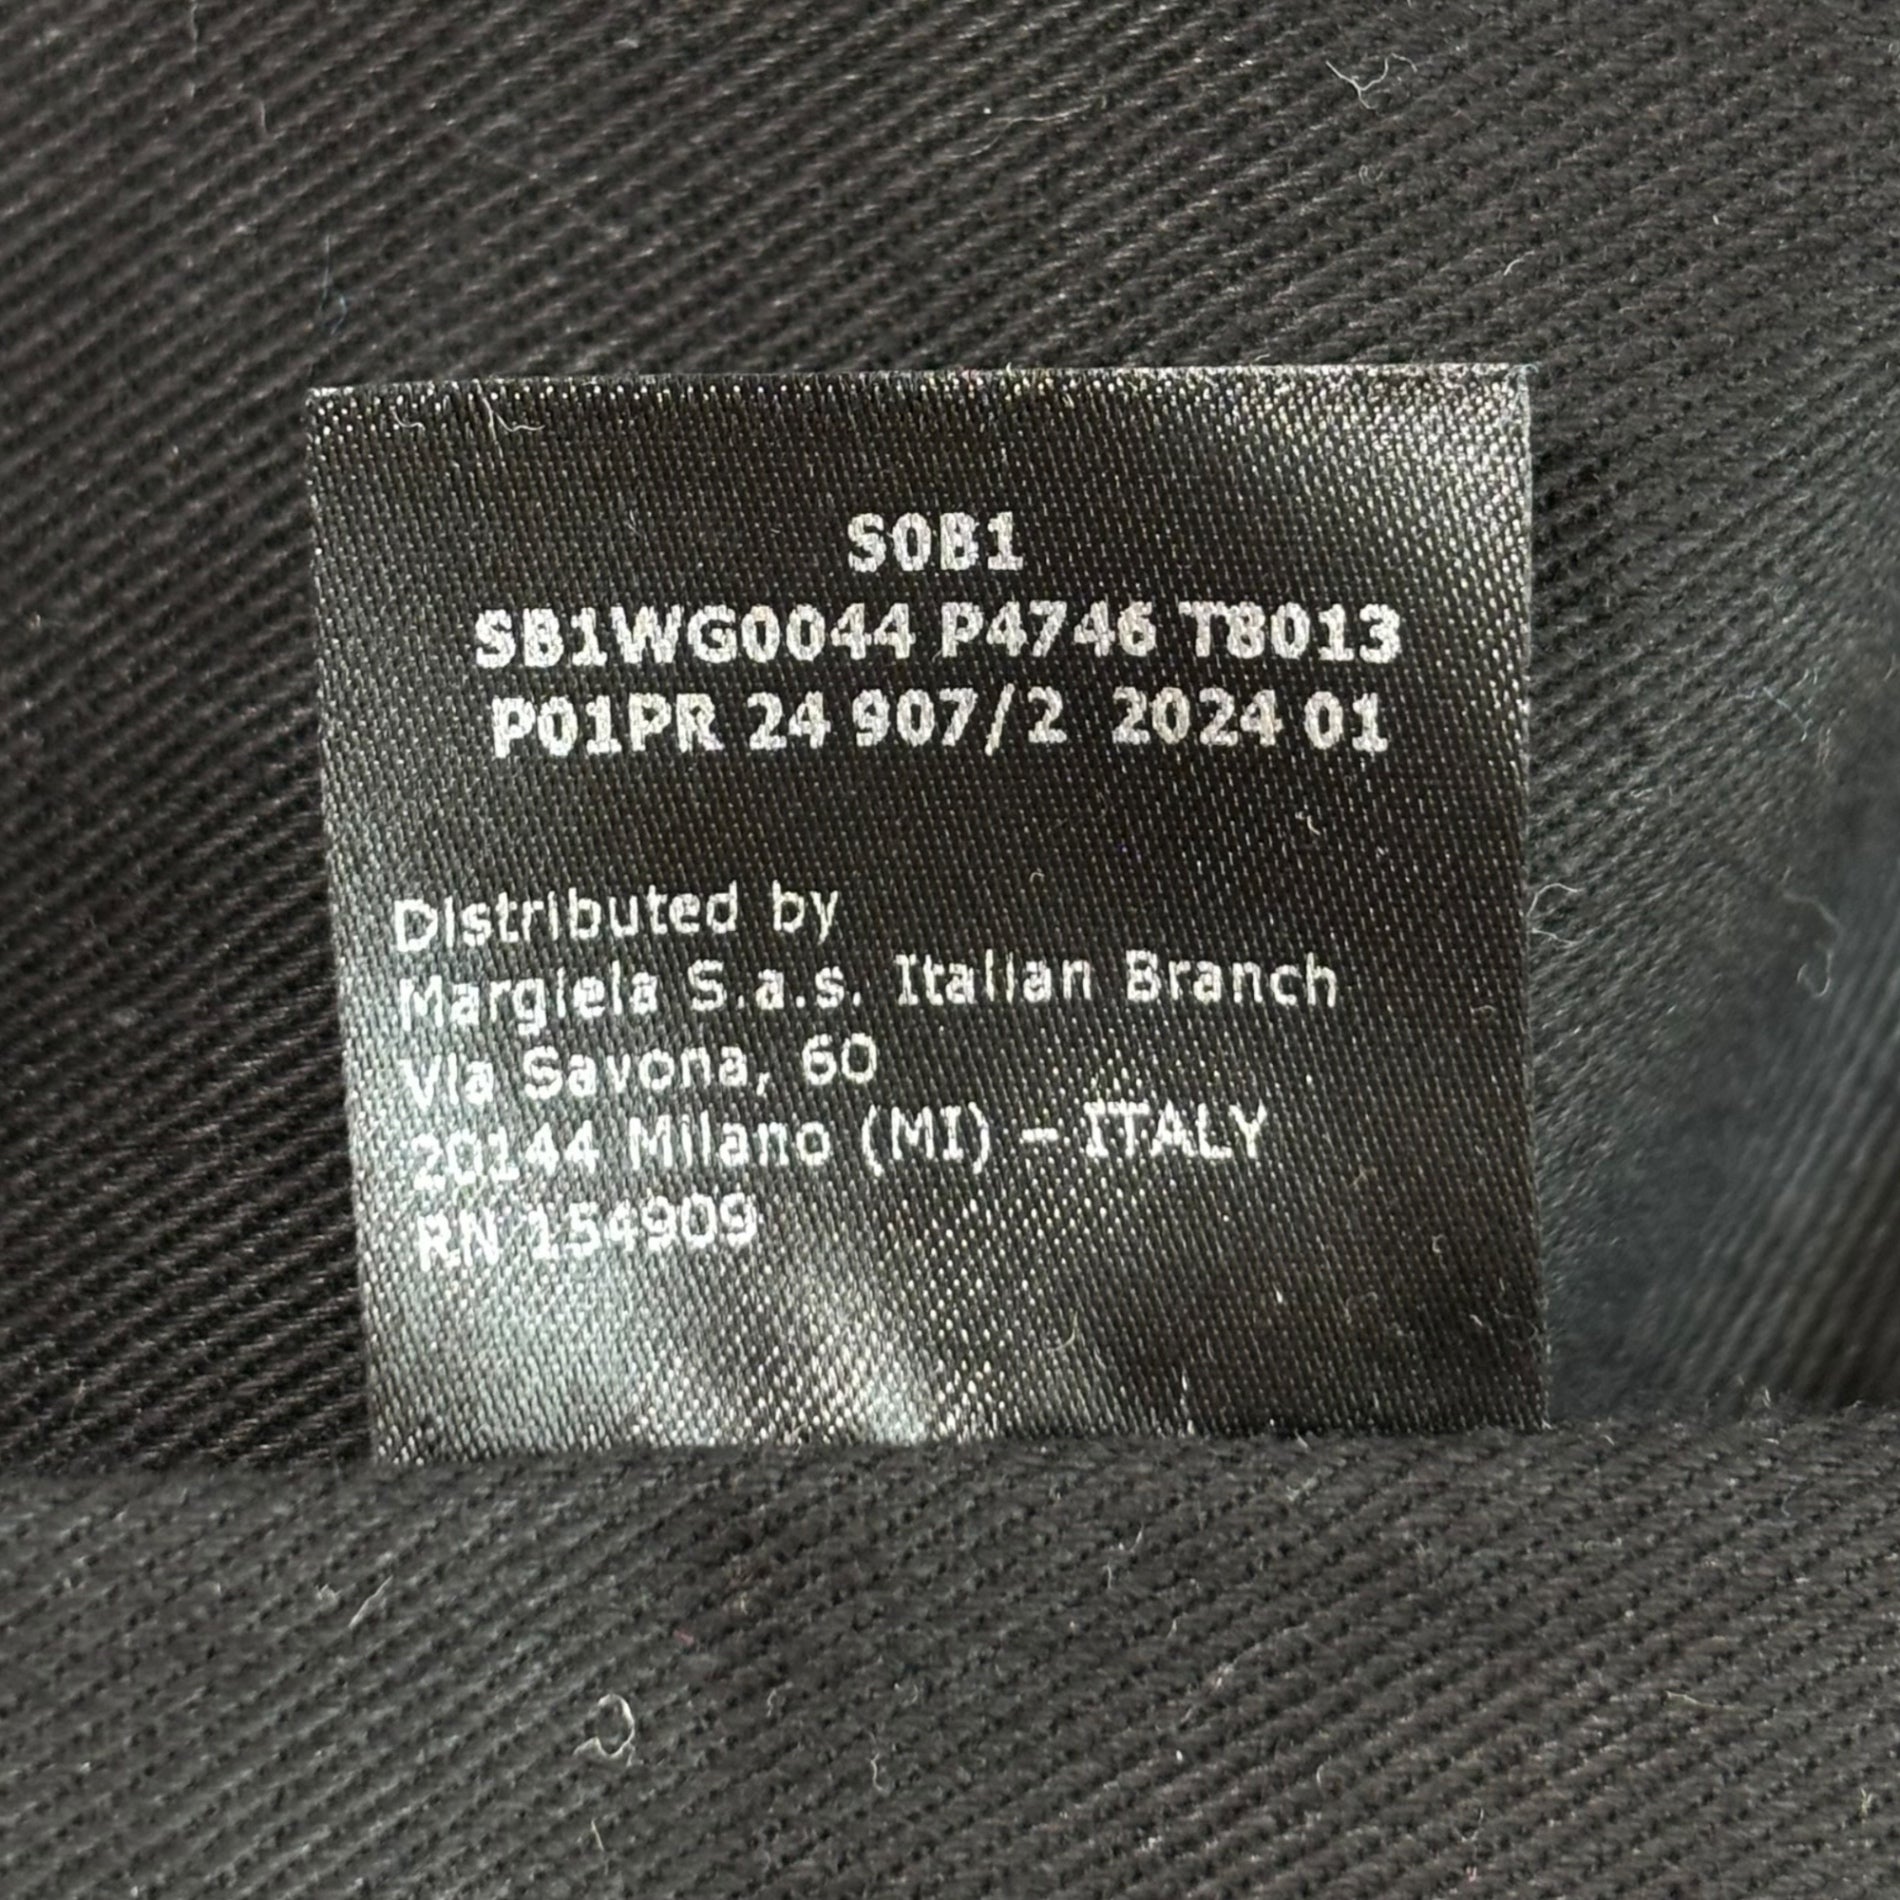 S0B1
SB1WG0044 P4746 T8013
P01PR 24 907/2 2024 01
Distributed by
Margiela S.a.s. Italian Branch
Via Savona, 60
20144 Milano (MI) - ITALY
RN 154909